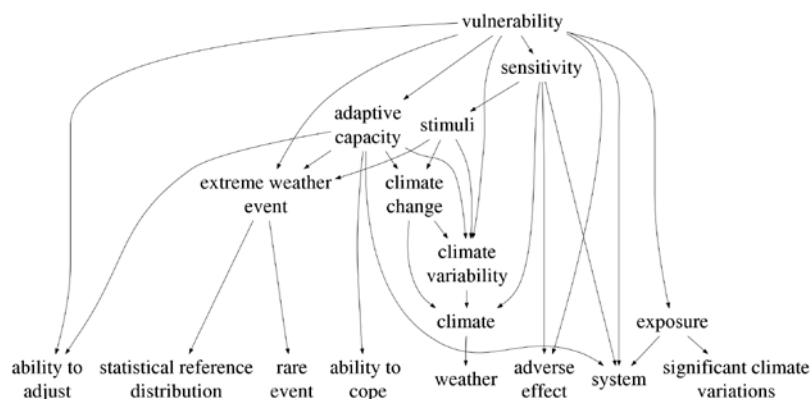 vulnerability
sensitivity
adaptive
capacity
stimuli
extreme weather
event
climate
change
climate
variability
climate
exposure
ability to
adjust
statistical reference
distribution
rare
event
ability to
cope
weather
adverse
effect
system
significant climate
variations